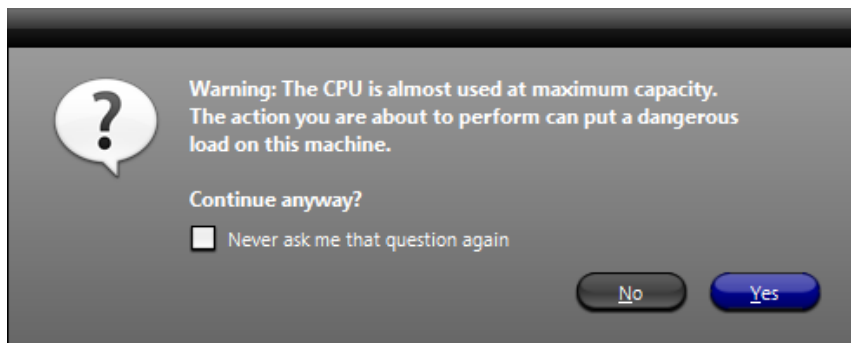 ?
Warning: The CPU is almost used at maximum capacity.
The action you are about to perform can put a dangerous
load on this machine.
Continue anyway?
Never ask me that question again
No Yes